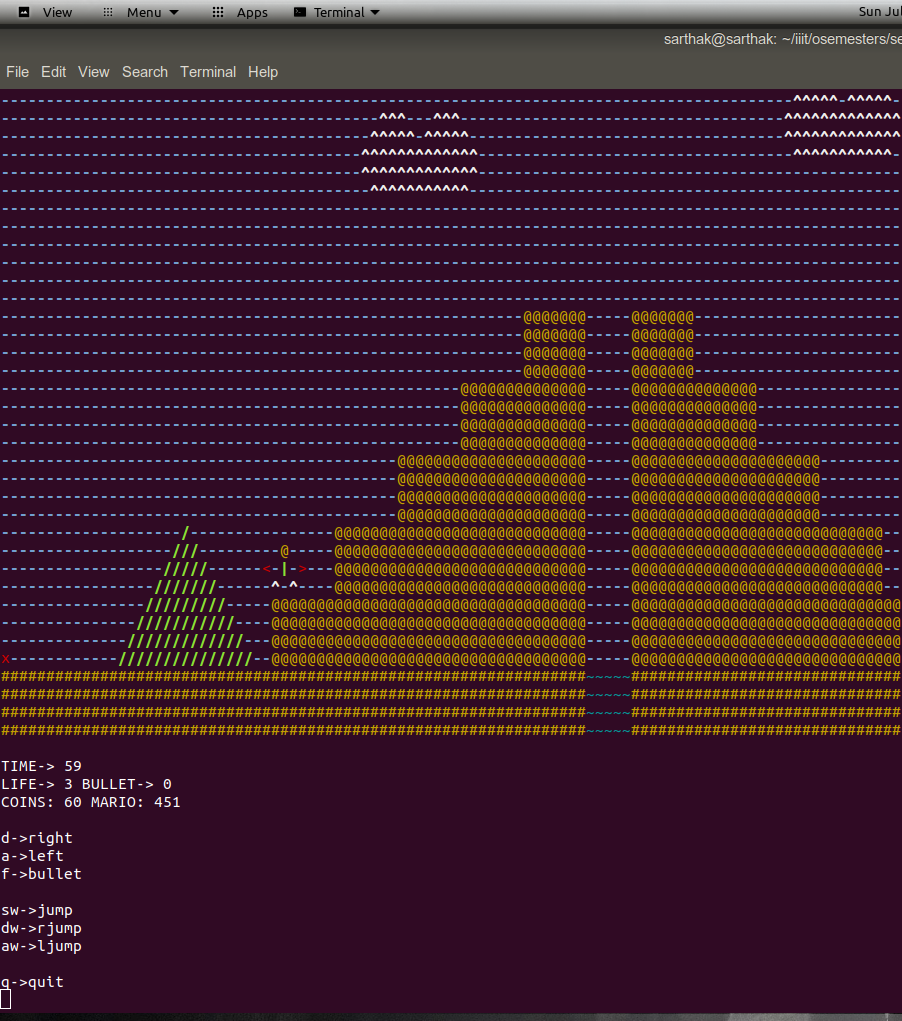 View Menu Apps Terminal Sun Jul
sarthak@sarthak: ~/iiit/osemesters/se
File Edit View Search Terminal Help
TIME-> 59
LIFE-> 3 BULLET-> 0
COINS: 60 MARIO: 451
d->right
a->left
f->bullet
sw->jump
dw->rjump
aw->ljump
q->quit